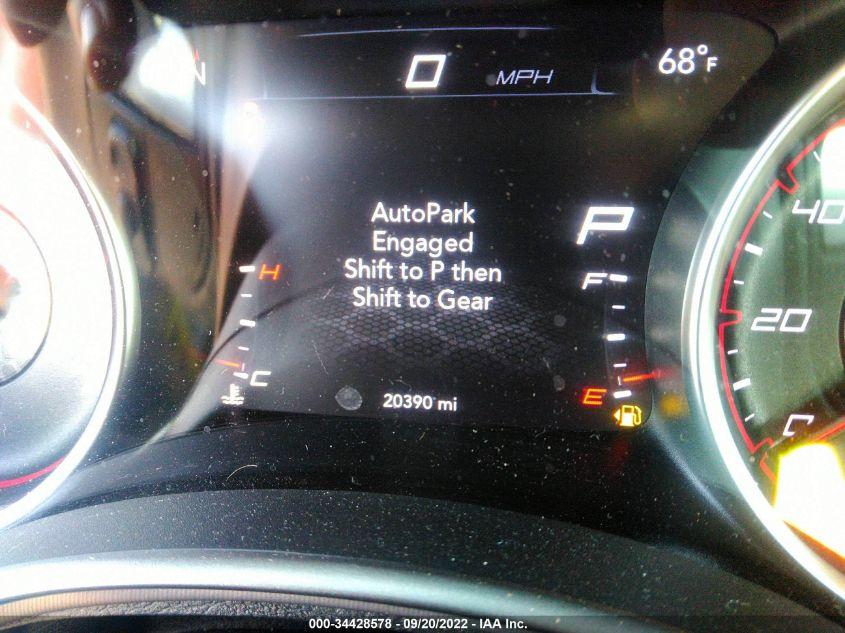 N 0 MPH 68°F
AutoPark
Engaged
Shift to P then
Shift to Gear
P
H F
C E
20390 mi
40
20
000-34428578 — 09/20/2022 — IAA Inc.